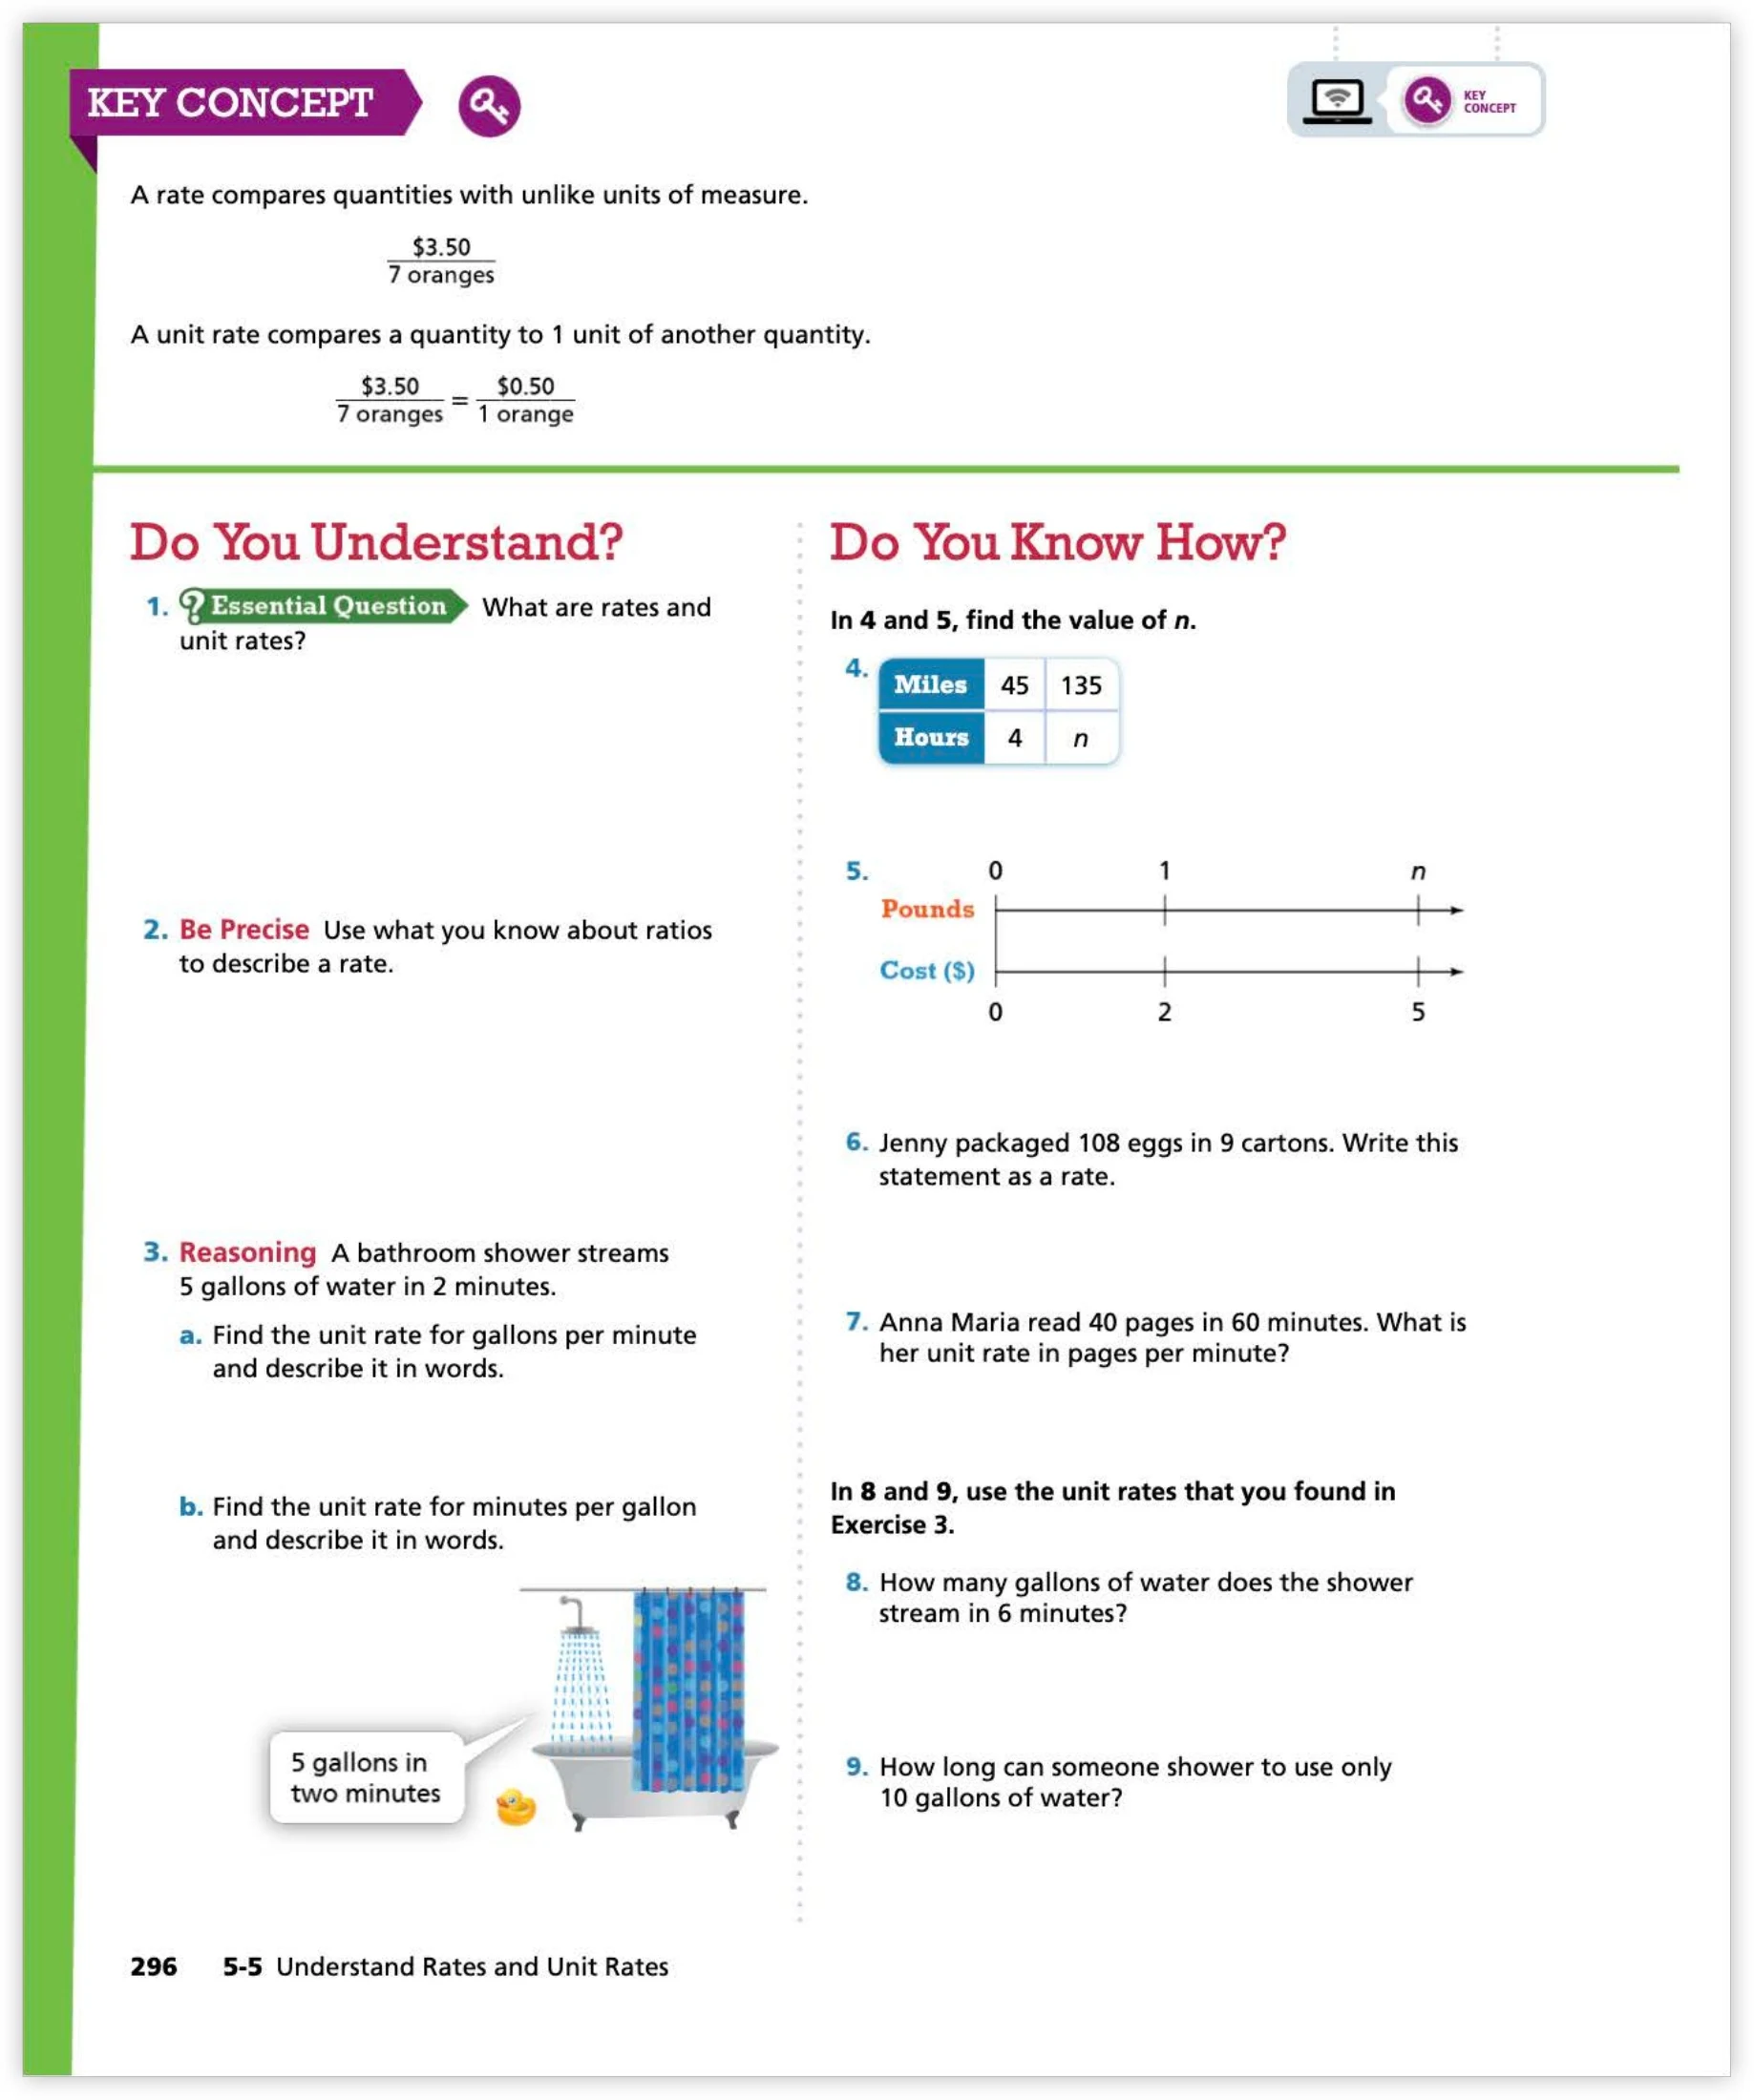 KEY CONCEPT
KEY
CONCEPT
A rate compares quantities with unlike units of measure.
$3.50
7 oranges
A unit rate compares a quantity to 1 unit of another quantity.
$3.50
7 oranges
=
$0.50
1 orange
Do You Understand?
1. ? Essential Question What are rates and
unit rates?
2. Be Precise Use what you know about ratios
to describe a rate.
3. Reasoning A bathroom shower streams
5 gallons of water in 2 minutes.
a. Find the unit rate for gallons per minute
and describe it in words.
b. Find the unit rate for minutes per gallon
and describe it in words.
5 gallons in
two minutes
Do You Know How?
In 4 and 5, find the value of n.
4.
Miles 45 135
Hours 4 n
5.
0 1 n
Pounds
Cost ($)
0 2 5
6. Jenny packaged 108 eggs in 9 cartons. Write this
statement as a rate.
7. Anna Maria read 40 pages in 60 minutes. What is
her unit rate in pages per minute?
In 8 and 9, use the unit rates that you found in
Exercise 3.
8. How many gallons of water does the shower
stream in 6 minutes?
9. How long can someone shower to use only
10 gallons of water?
296 5-5 Understand Rates and Unit Rates